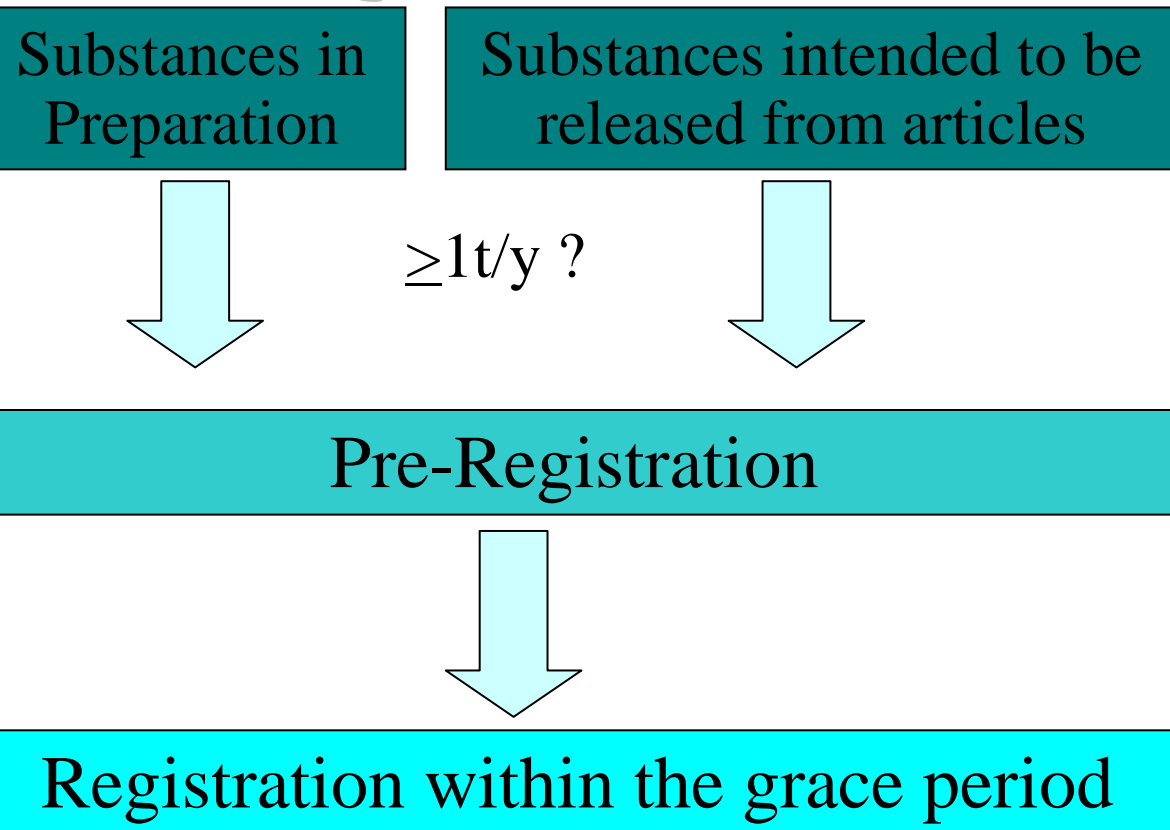 Substances in
Preparation
Substances intended to be
released from articles
≥1t/y ?
Pre-Registration
Registration within the grace period